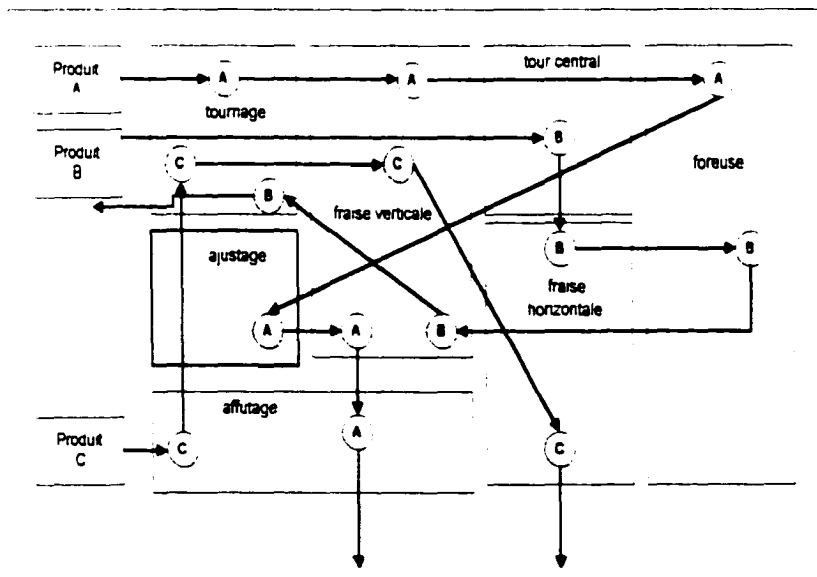 Produit
A
A
A
tour central
A
tournage
B
Produit
B
C
C
foreuse
B
fraise verticale
ajustage
B
B
fraise
horizontale
A
A
B
affutage
A
Produit
C
C
C